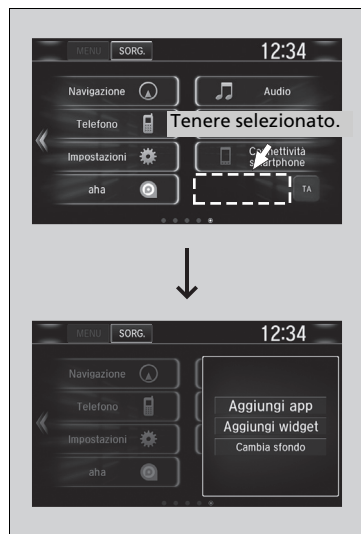 MENU SORG. 12:34
Navigazione Audio
Telefono Tenere selezionato.
Impostazioni Connettività smartphone
aha TA
MENU SORG. 12:34
Navigazione
Telefono Aggiungi app
Aggiungi widget
Impostazioni Cambia sfondo
aha